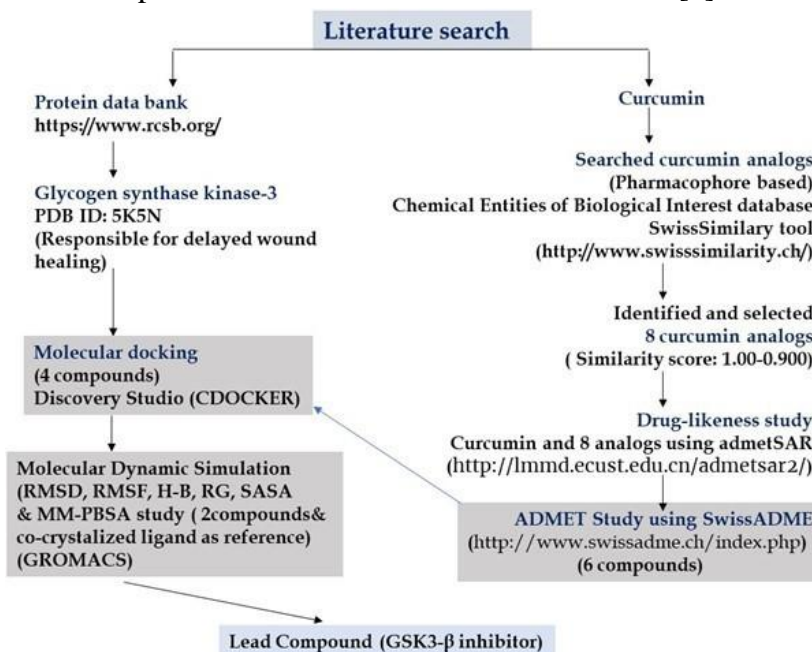 Literature search
Protein data bank
https://www.rcsb.org/
Glycogen synthase kinase-3
PDB ID: 5K5N
(Responsible for delayed wound
healing)
Molecular docking
(4 compounds)
Discovery Studio (CDOCKER)
Molecular Dynamic Simulation
(RMSD, RMSF, H-B, RG, SASA
& MM-PBSA study ( 2compounds&
co-crystalized ligand as reference)
(GROMACS)
Curcumin
Searched curcumin analogs
(Pharmacophore based)
Chemical Entities of Biological Interest database
SwissSimilary tool
(http://www.swisssimilarity.ch/)
Identified and selected
8 curcumin analogs
( Similarity score: 1.00-0.900)
Drug-likeness study
Curcumin and 8 analogs using admetSAR
(http://lmmd.ecust.edu.cn/admetsar2/)
ADMET Study using SwissADME
(http://www.swissadme.ch/index.php)
(6 compounds)
Lead Compound (GSK3-β inhibitor)